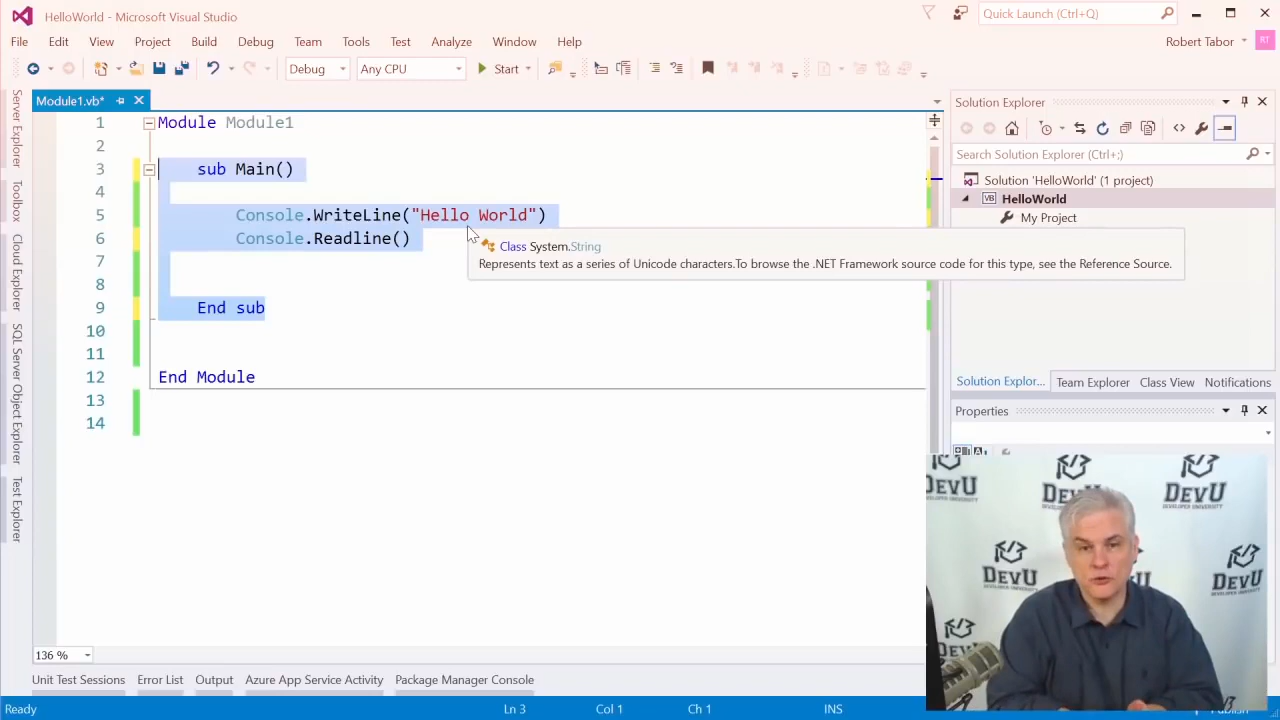 HelloWorld - Microsoft Visual Studio
Quick Launch (Ctrl+Q)
File Edit View Project Build Debug Team Tools Test Analyze Window Help
Robert Tabor RT
Debug Any CPU Start
Module1.vb*
Server Explorer
Toolbox
Cloud Explorer
SQL Server Object Explorer
Test Explorer
1 Module Module1
2
3 sub Main()
4
5 Console.WriteLine("Hello World")
6 Console.Readline()
7
8
9 End sub
10
11
12 End Module
13
14
Class System.String
Represents text as a series of Unicode characters.To browse the .NET Framework source code for this type, see the Reference Source.
Solution Explorer
Search Solution Explorer (Ctrl+;)
Solution 'HelloWorld' (1 project)
VB HelloWorld
My Project
Solution Explor... Team Explorer Class View Notifications
Properties
DEVU
DEVU
DEVU
DEVELOPER UNIVERSITY
DEVU
DEVU
136 %
Unit Test Sessions Error List Output Azure App Service Activity Package Manager Console
Ready Ln 3 Col 1 Ch 1 INS